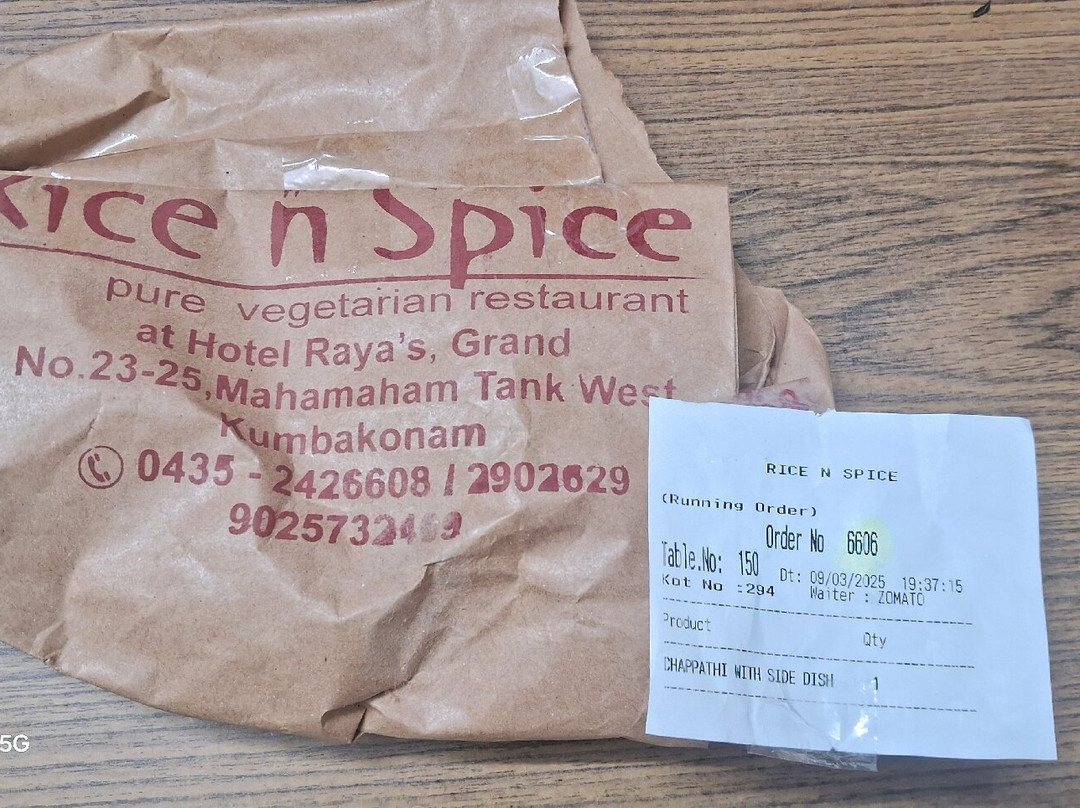 Rice n Spice
pure vegetarian restaurant
at Hotel Raya's, Grand
No.23-25, Mahamaham Tank West
Kumbakonam
0435 - 2426608 / 2902629
RICE N SPICE
(Running Order)
Order No 6606
Table.No: 150 Dt: 09/03/2025 19:37:15
Kot No :294 Waiter : ZOMATO
Product Qty
CHAPPATHI WITH SIDE DISH 1
5G